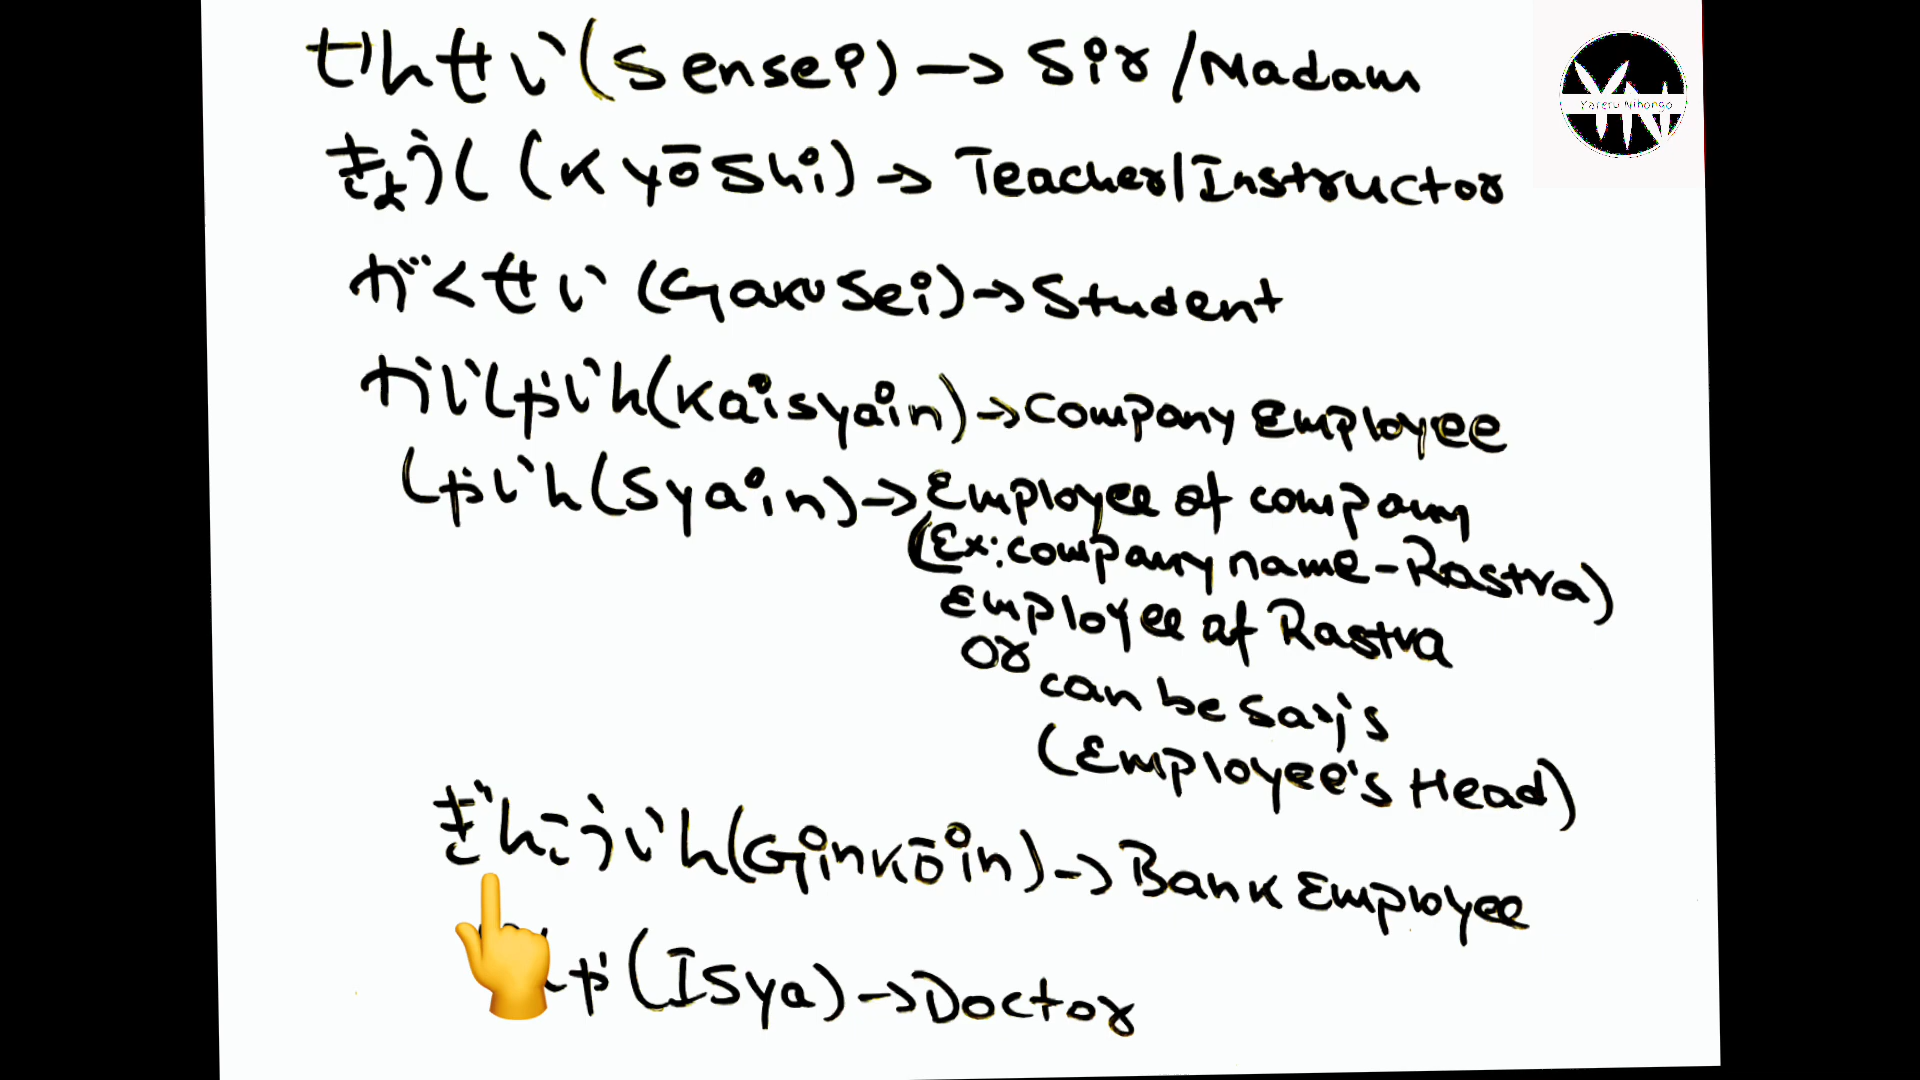 せんせい(Sensei) → Sir/Madam
きょうし (Kyōshi) → Teacher/Instructor
がくせい (Gakusei) → Student
かいしゃいん(Kaisyain) → Company Employee
しゃいん(Syain) → Employee of company
(Ex: company name-Rastra)
Employee of Rastra
or
can be
(Employee's Head)
ぎんこういん(Ginkōin) → Bank Employee
ゃ (Isya) → Doctor
Yareru Nihongo
YN